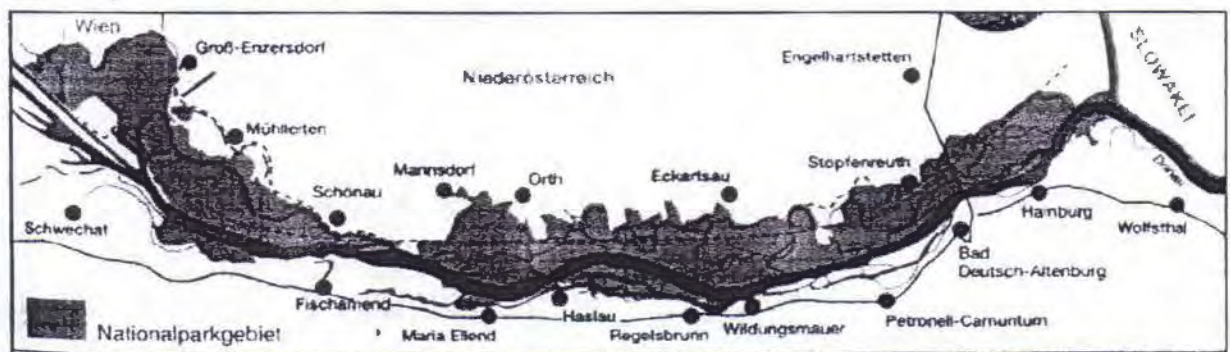 Wien
Groß-Enzersdorf
Niederösterreich
Engelhartstetten
SLOWAKEI
Mühlleiten
Mannsdorf
Orth
Eckartsau
Stopfenreuth
Donau
Schönau
Schwechat
Hainburg
Wolfsthal
Bad
Deutsch-Altenburg
Fischamend
Haslau
Maria Ellend
Regelsbrunn
Wildungsmauer
Petronell-Carnuntum
Nationalparkgebiet